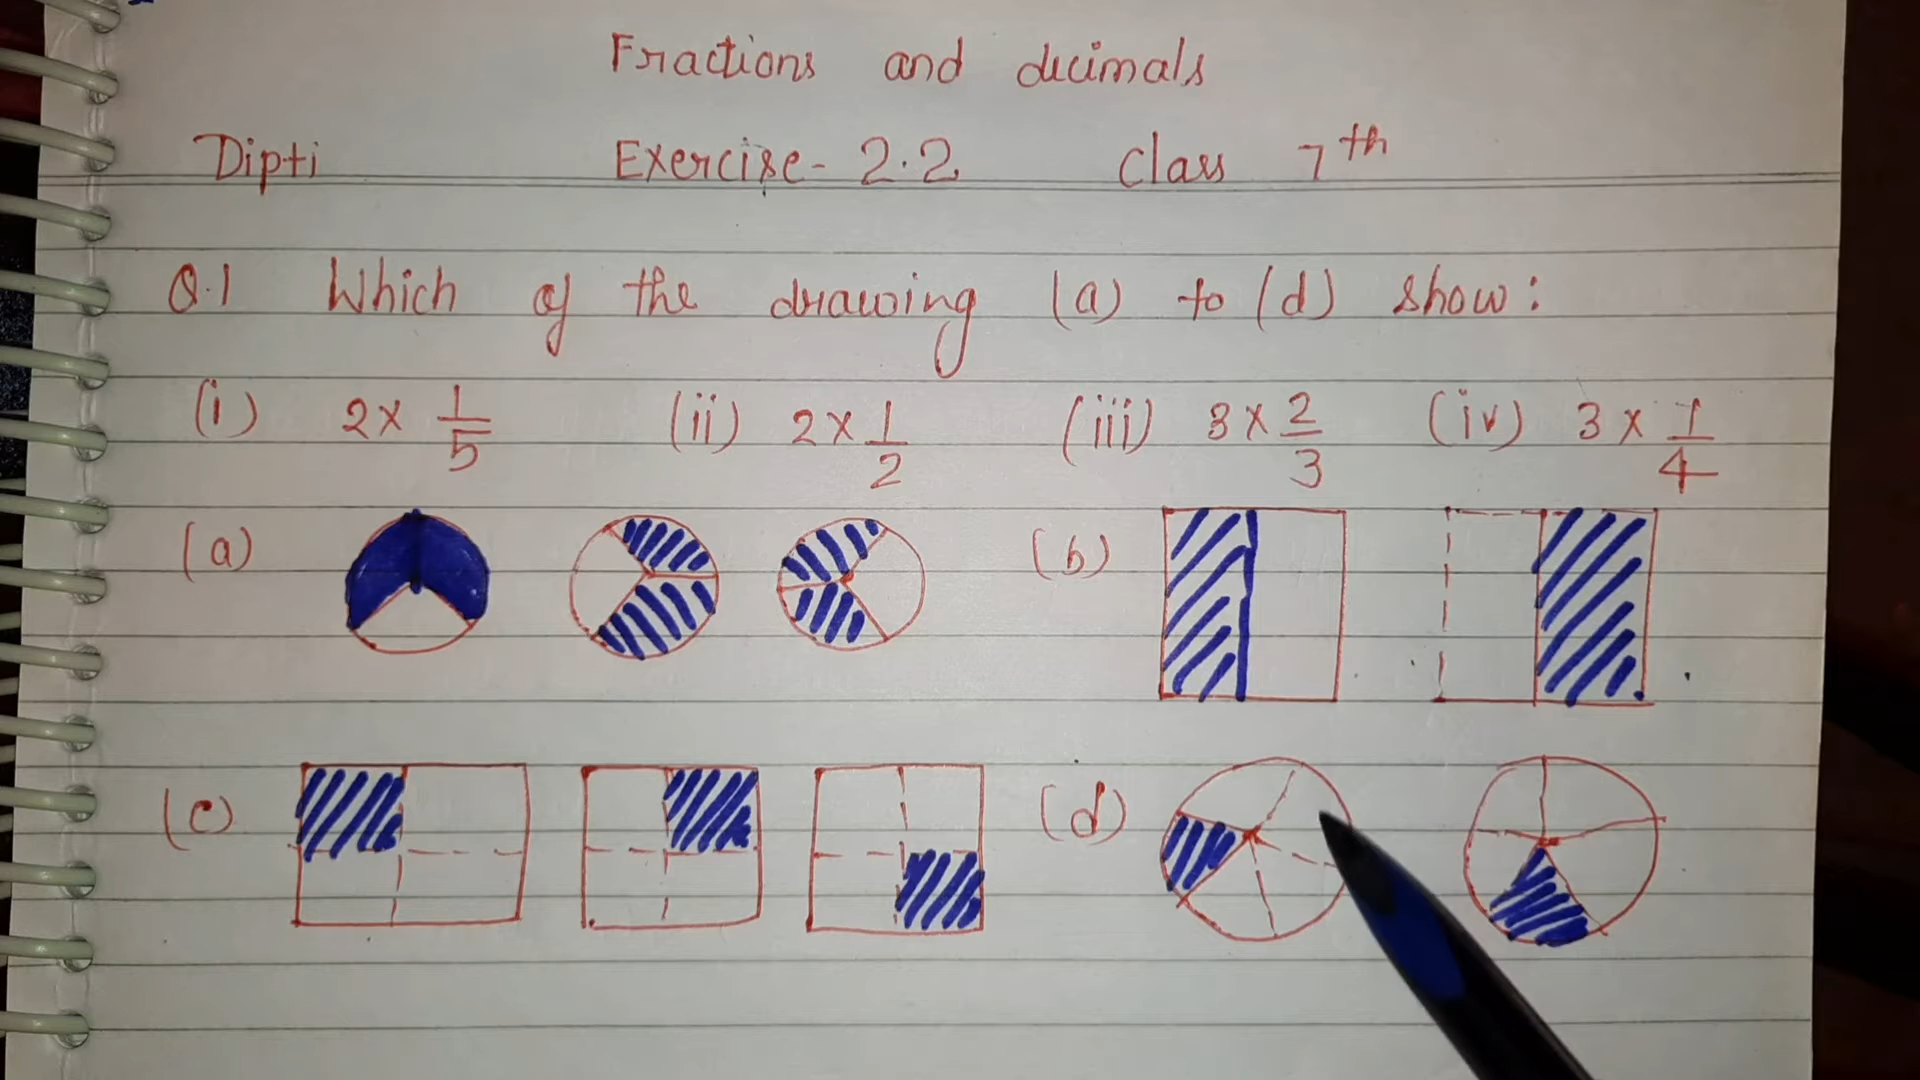 Fractions and decimals
Dipti Exercise- 2.2 Class 7th
Q.1 Which of the drawing (a) to (d) show:
(i) 2 × 1/5 (ii) 2 × 1/2 (iii) 3 × 2/3 (iv) 3 × 1/4
(a) (b)
(c) (d)